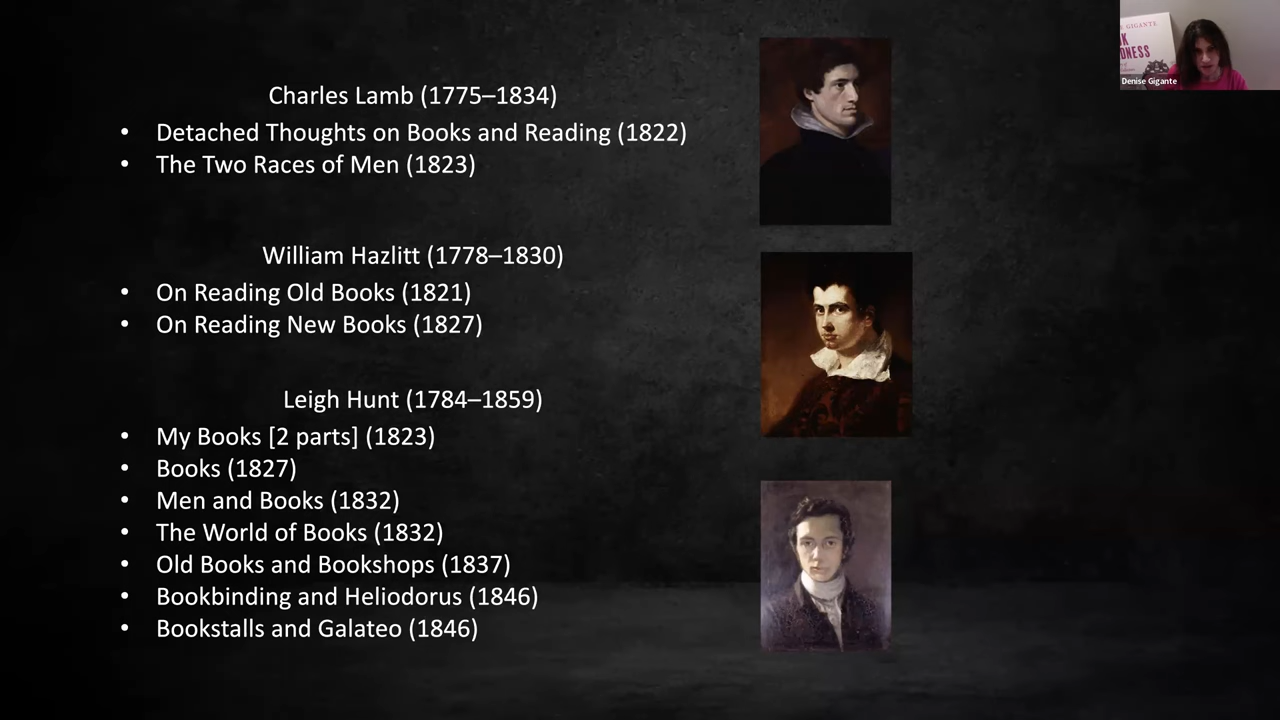 Charles Lamb (1775–1834)
• Detached Thoughts on Books and Reading (1822)
• The Two Races of Men (1823)
William Hazlitt (1778–1830)
• On Reading Old Books (1821)
• On Reading New Books (1827)
Leigh Hunt (1784–1859)
• My Books [2 parts] (1823)
• Books (1827)
• Men and Books (1832)
• The World of Books (1832)
• Old Books and Bookshops (1837)
• Bookbinding and Heliodorus (1846)
• Bookstalls and Galateo (1846)
E GIGANTE
OK
DNESS
Denise Gigante